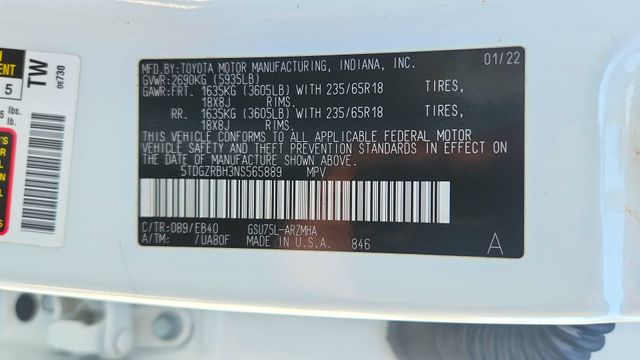 MFD.BY:TOYOTA MOTOR MANUFACTURING, INDIANA, INC. 01/22
GVWR:2690KG (5935LB)
GAWR:FRT. 1635KG (3605LB) WITH 235/65R18 TIRES,
18X8J RIMS.
RR. 1635KG (3605LB) WITH 235/65R18 TIRES,
18X8J RIMS.
THIS VEHICLE CONFORMS TO ALL APPLICABLE FEDERAL MOTOR
VEHICLE SAFETY AND THEFT PREVENTION STANDARDS IN EFFECT ON THE
DATE OF MANUFACTURE SHOWN ABOVE.
5TDGZRBH3NS565889 MPV
C/TR:089/EB40 GSU75L-ARZMHA
A/TM: /UA80F MADE IN U.S.A. 846 A
TW
0E730
5
lbs.
lb.